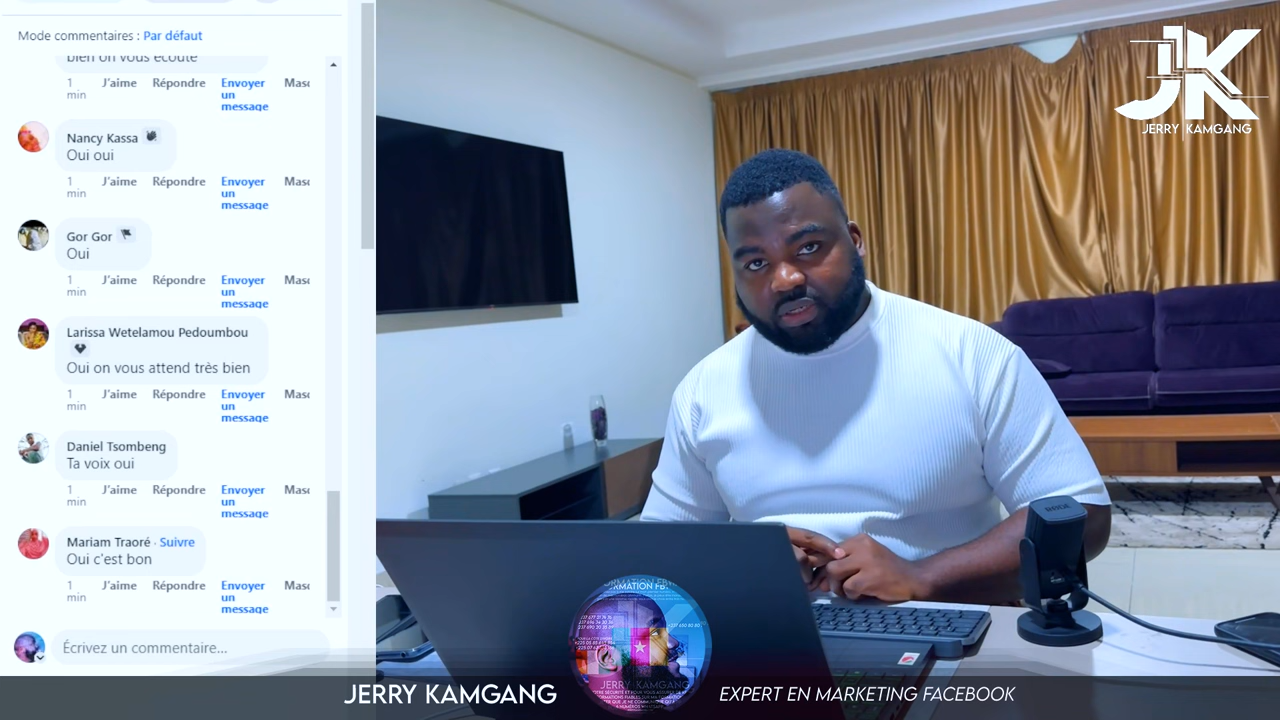 Mode commentaires : Par défaut
bien on vous écoute
1 min J'aime Répondre Envoyer un message
Nancy Kassa
Oui oui
1 min J'aime Répondre Envoyer un message
Gor Gor
Oui
1 min J'aime Répondre Envoyer un message
Larissa Wetelamou Pedoumbou
Oui on vous attend très bien
1 min J'aime Répondre Envoyer un message
Daniel Tsombeng
Ta voix oui
1 min J'aime Répondre Envoyer un message
Mariam Traoré · Suivre
Oui c'est bon
1 min J'aime Répondre Envoyer un message
Écrivez un commentaire...
JK
JERRY KAMGANG
RODE
JERRY KAMGANG
JERRY KAMGANG
EXPERT EN MARKETING FACEBOOK